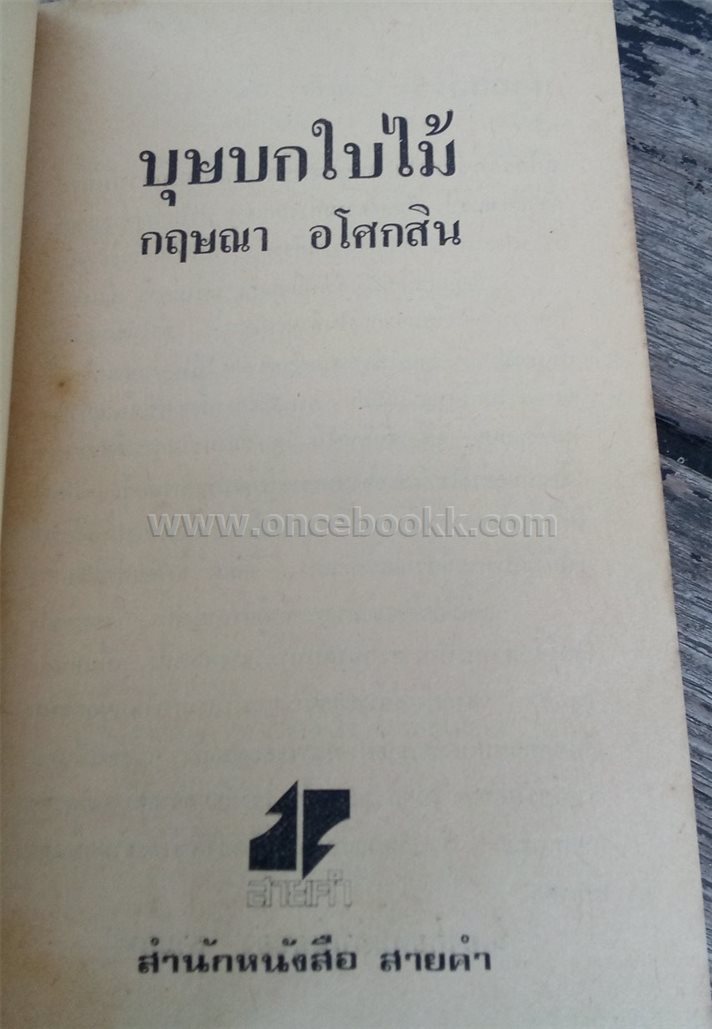 บุษบกใบไม้
กฤษณา อโศกสิน
www.oncebookk.com
สายคำ
สำนักหนังสือ สายคำ